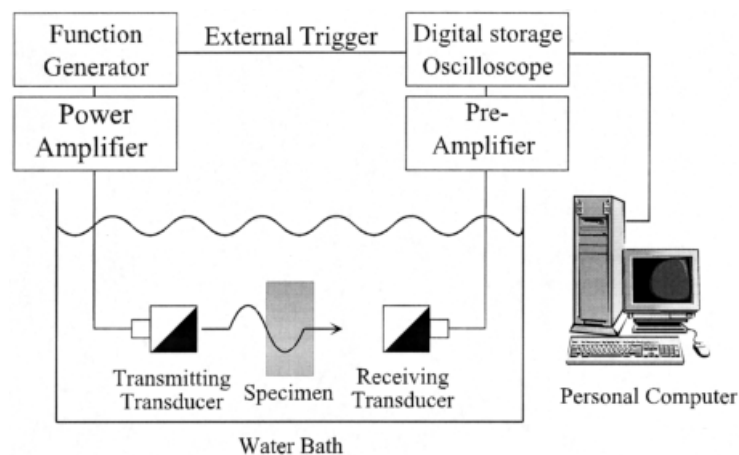 Function
Generator
External Trigger
Digital storage
Oscilloscope
Power
Amplifier
Pre-
Amplifier
Transmitting
Transducer
Specimen
Receiving
Transducer
Personal Computer
Water Bath